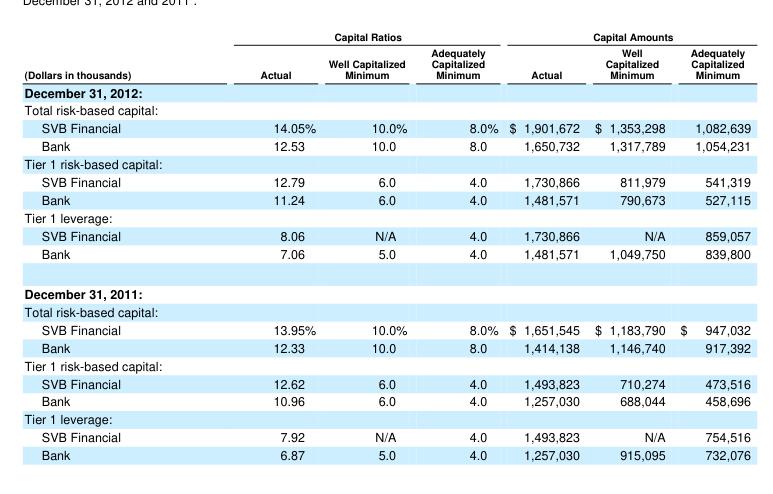 December 31, 2012 and 2011 .
Capital Ratios Capital Amounts
(Dollars in thousands) Actual Well Capitalized Minimum Adequately Capitalized Minimum Actual Well Capitalized Minimum Adequately Capitalized Minimum
December 31, 2012:
Total risk-based capital:
SVB Financial 14.05% 10.0% 8.0% $ 1,901,672 $ 1,353,298 1,082,639
Bank 12.53 10.0 8.0 1,650,732 1,317,789 1,054,231
Tier 1 risk-based capital:
SVB Financial 12.79 6.0 4.0 1,730,866 811,979 541,319
Bank 11.24 6.0 4.0 1,481,571 790,673 527,115
Tier 1 leverage:
SVB Financial 8.06 N/A 4.0 1,730,866 N/A 859,057
Bank 7.06 5.0 4.0 1,481,571 1,049,750 839,800
December 31, 2011:
Total risk-based capital:
SVB Financial 13.95% 10.0% 8.0% $ 1,651,545 $ 1,183,790 $ 947,032
Bank 12.33 10.0 8.0 1,414,138 1,146,740 917,392
Tier 1 risk-based capital:
SVB Financial 12.62 6.0 4.0 1,493,823 710,274 473,516
Bank 10.96 6.0 4.0 1,257,030 688,044 458,696
Tier 1 leverage:
SVB Financial 7.92 N/A 4.0 1,493,823 N/A 754,516
Bank 6.87 5.0 4.0 1,257,030 915,095 732,076